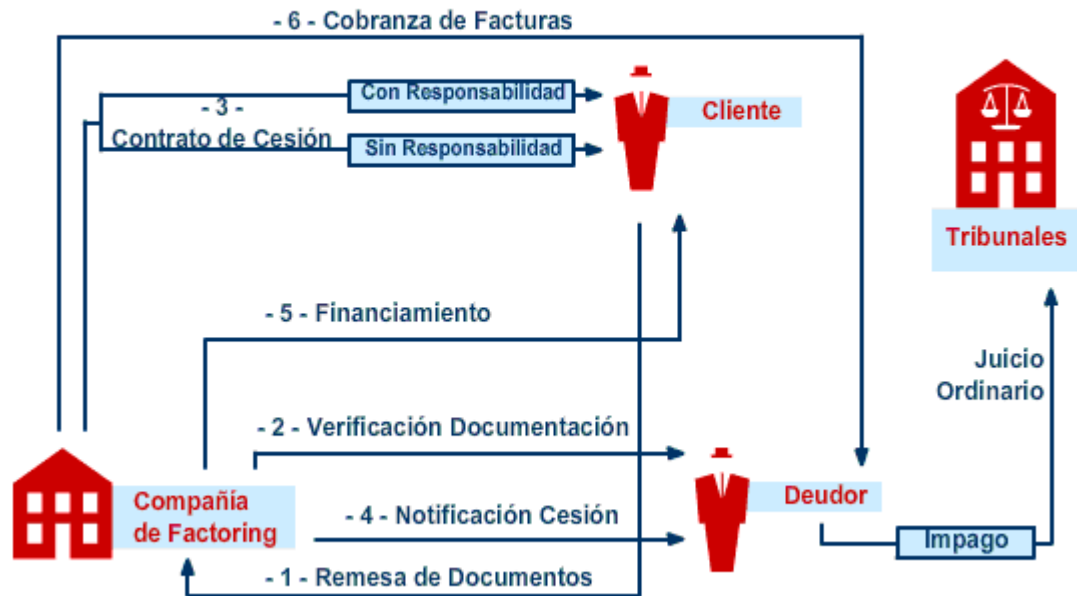 - 6 - Cobranza de Facturas
- 3 -
Contrato de Cesión
Con Responsabilidad
Sin Responsabilidad
Cliente
Tribunales
- 5 - Financiamiento
Juicio
Ordinario
- 2 - Verificación Documentación
Compañía
de Factoring
Deudor
- 4 - Notificación Cesión
Impago
- 1 - Remesa de Documentos